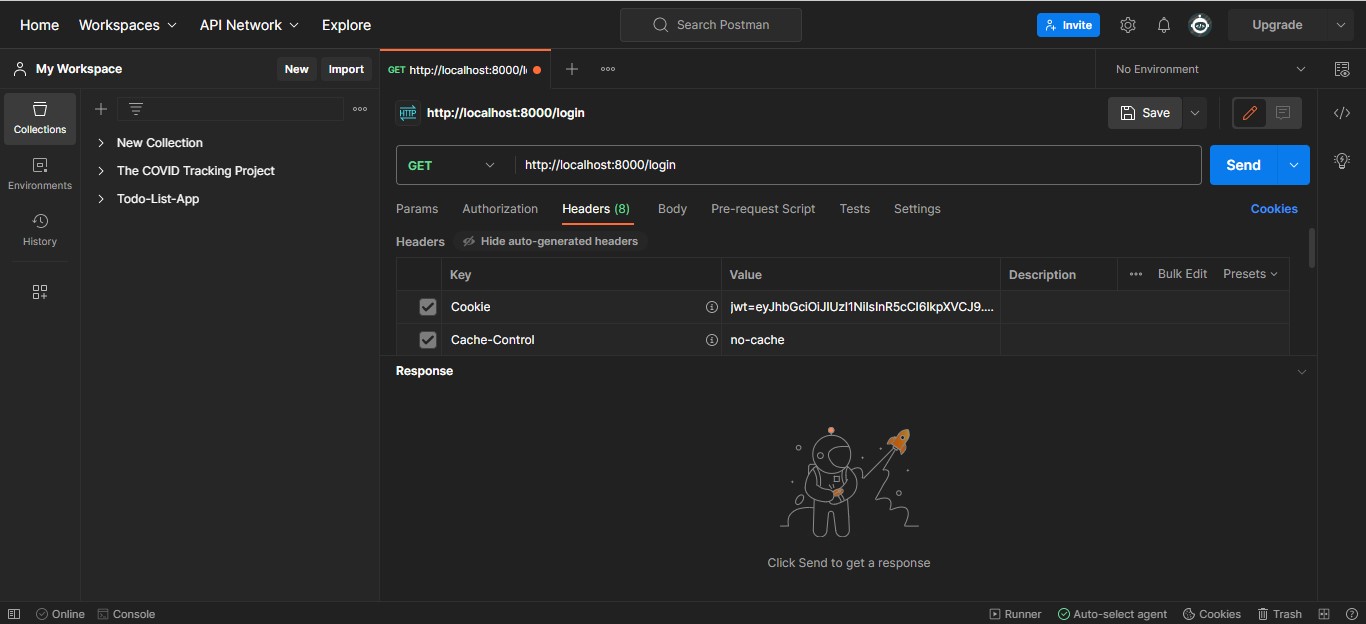 Home Workspaces API Network Explore Search Postman Invite Upgrade
My Workspace New Import GET http://localhost:8000/l No Environment
Collections
Environments
History
New Collection
The COVID Tracking Project
Todo-List-App
HTTP http://localhost:8000/login Save
GET http://localhost:8000/login Send
Params Authorization Headers (8) Body Pre-request Script Tests Settings Cookies
Headers Hide auto-generated headers
Key Value Description Bulk Edit Presets
Cookie jwt=eyJhbGciOiJIUzI1NiIsInR5cCI6IkpXVCJ9....
Cache-Control no-cache
Response
Click Send to get a response
Online Console Runner Auto-select agent Cookies Trash